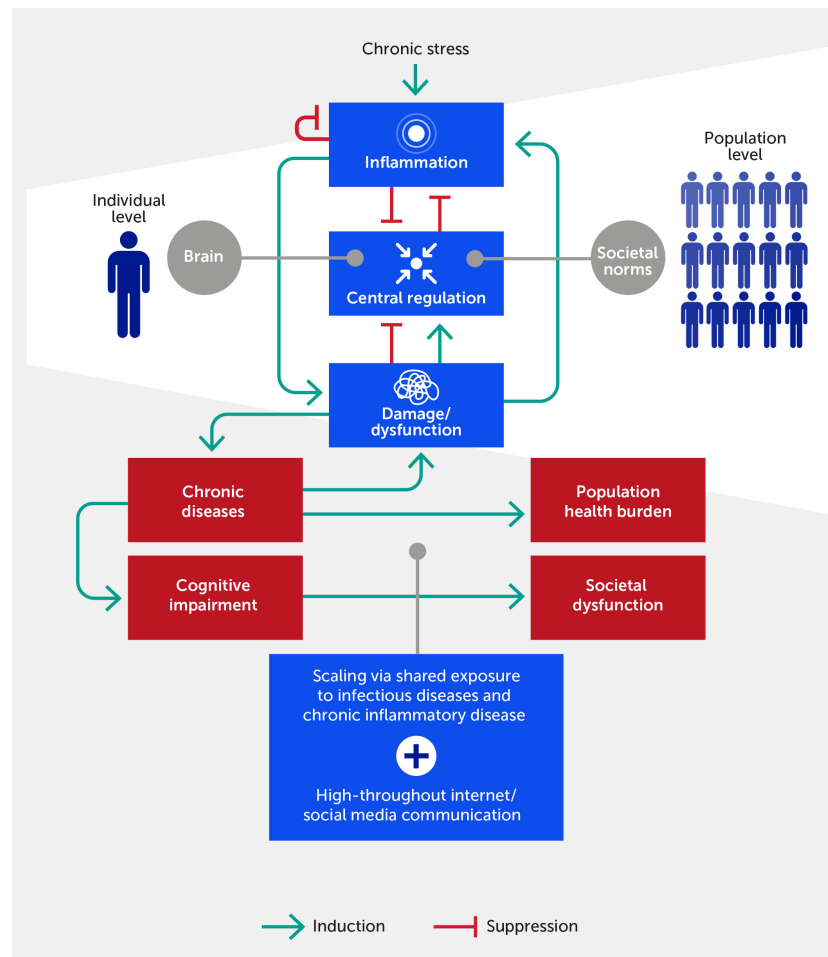 Chronic stress
Inflammation
Population
level
Individual
level
Brain
Societal
norms
Central regulation
Damage/
dysfunction
Chronic
diseases
Population
health burden
Cognitive
impairment
Societal
dysfunction
Scaling via shared exposure
to infectious diseases and
chronic inflammatory disease
High-throughout internet/
social media communication
Induction
Suppression